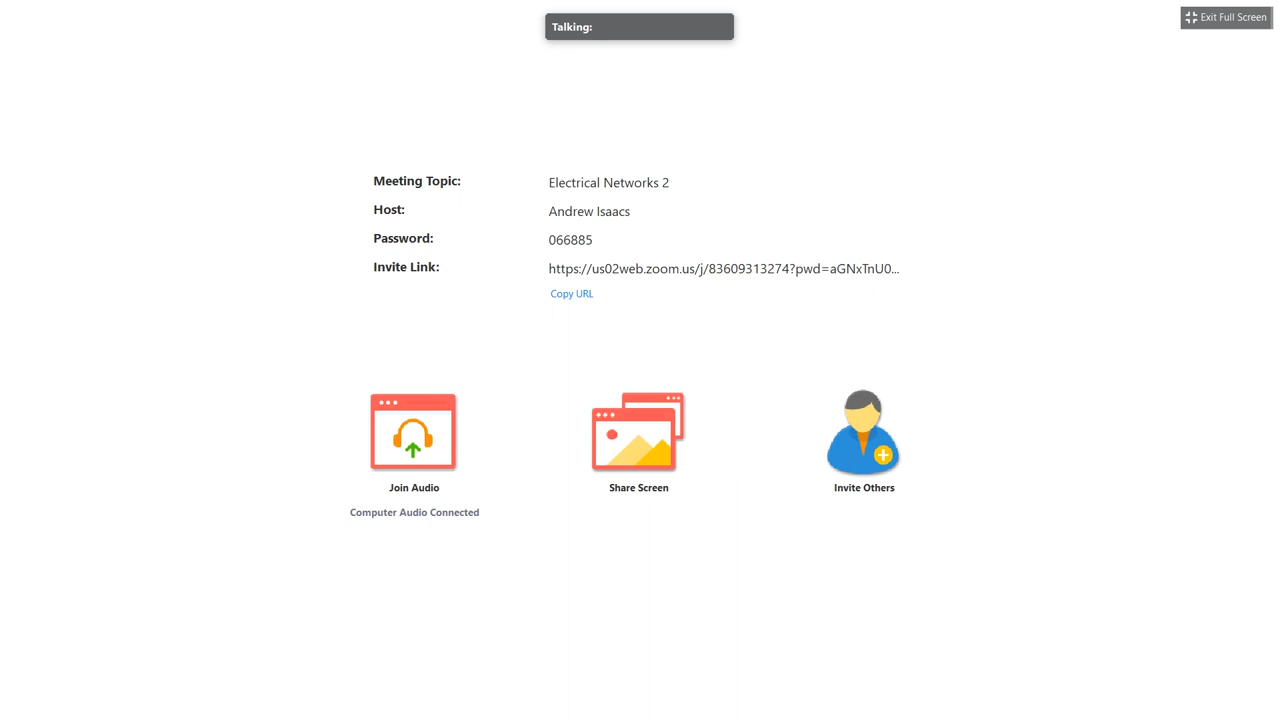 Talking:
Exit Full Screen
Meeting Topic: Electrical Networks 2
Host: Andrew Isaacs
Password: 066885
Invite Link: https://us02web.zoom.us/j/83609313274?pwd=aGNxTnU0...
Copy URL
Join Audio Share Screen Invite Others
Computer Audio Connected